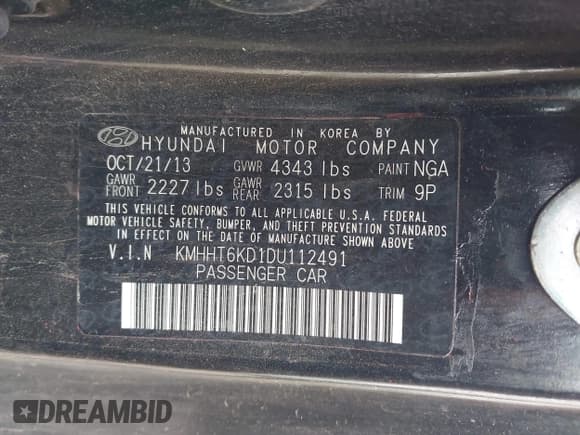 MANUFACTURED IN KOREA BY
HYUNDAI MOTOR COMPANY
OCT/21/13 GVWR 4343 lbs PAINT NGA
GAWR FRONT 2227 lbs GAWR REAR 2315 lbs TRIM 9P
THIS VEHICLE CONFORMS TO ALL APPLICABLE U.S.A. FEDERAL
MOTOR VEHICLE SAFETY, BUMPER, AND THEFT PREVENTION STANDARDS
IN EFFECT ON THE DATE OF MANUFACTURE SHOWN ABOVE
V.I.N KMHHT6KD1DU112491
PASSENGER CAR
DREAMBID